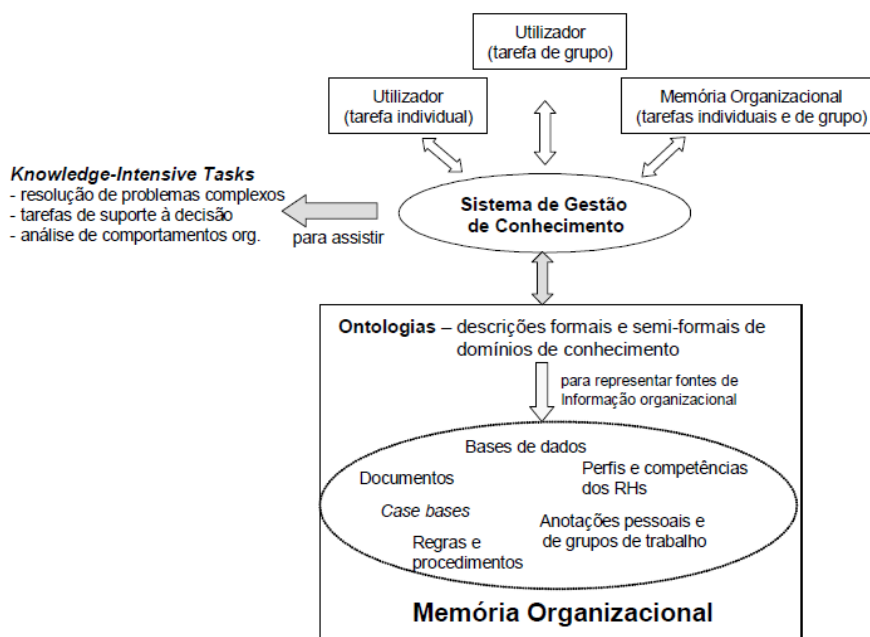 Utilizador
(tarefa de grupo)
Utilizador
(tarefa individual)
Memória Organizacional
(tarefas individuais e de grupo)
Knowledge-Intensive Tasks
- resolução de problemas complexos
- tarefas de suporte à decisão
- análise de comportamentos org.
para assistir
Sistema de Gestão
de Conhecimento
Ontologias – descrições formais e semi-formais de
domínios de conhecimento
para representar fontes de
Informação organizacional
Bases de dados
Documentos
Perfis e competências
dos RHs
Case bases
Anotações pessoais e
de grupos de trabalho
Regras e
procedimentos
Memória Organizacional